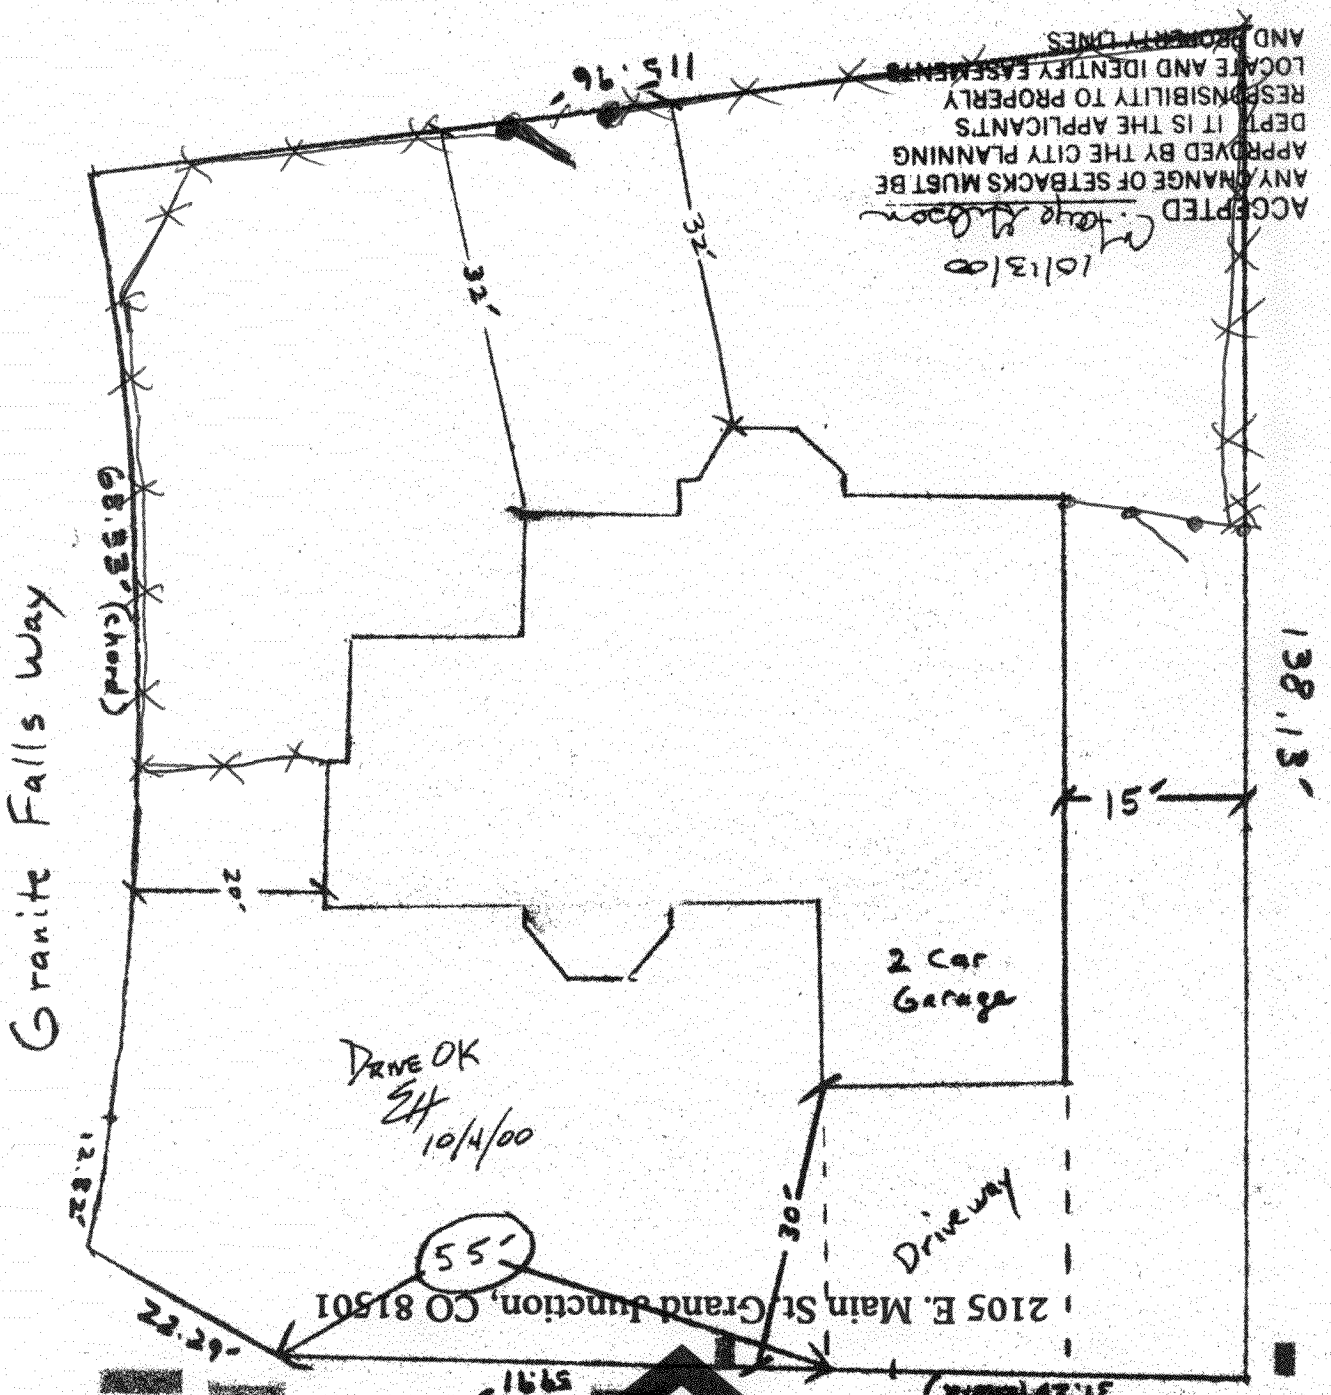 115.96'
AND PROPERTY LINES
LOCATE AND IDENTIFY EASEMENTS
RESPONSIBILITY TO PROPERLY
DEPT. IT IS THE APPLICANT'S
APPROVED BY THE CITY PLANNING
ANY CHANGE OF SETBACKS MUST BE
ACCEPTED
10/13/00
32'
32'
68.53' (chord)
Granite Falls Way
138.13'
15'
20'
2 Car
Garage
DRIVE OK
EH
10/4/00
12.82'
30'
Driveway
55'
2105 E. Main St. Grand Junction, CO 81501
22.29'